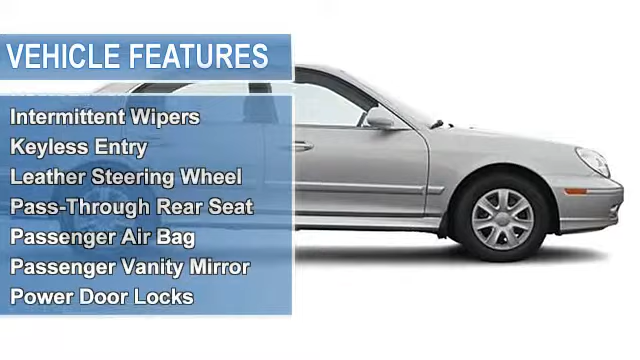 VEHICLE FEATURES
Intermittent Wipers
Keyless Entry
Leather Steering Wheel
Pass-Through Rear Seat
Passenger Air Bag
Passenger Vanity Mirror
Power Door Locks